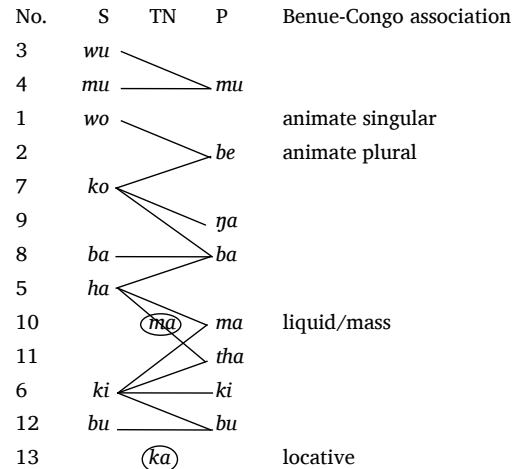 No. S TN P Benue-Congo association
3 wu
4 mu mu
1 wo animate singular
2 be animate plural
7 ko
9 ŋa
8 ba ba
5 ha
10 ma ma liquid/mass
11 tha
6 ki ki
12 bu bu
13 ka locative